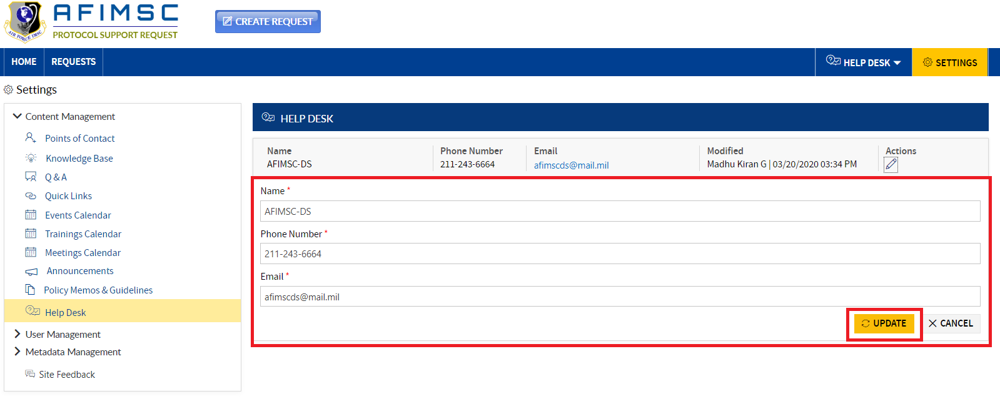 AIR FORCE IMSC
AFIMSC
PROTOCOL SUPPORT REQUEST
CREATE REQUEST
HOME
REQUESTS
HELP DESK
SETTINGS
Settings
Content Management
Points of Contact
Knowledge Base
Q & A
Quick Links
Events Calendar
Trainings Calendar
Meetings Calendar
Announcements
Policy Memos & Guidelines
Help Desk
User Management
Metadata Management
Site Feedback
HELP DESK
Name Phone Number Email Modified Actions
AFIMSC-DS 211-243-6664 afimscds@mail.mil Madhu Kiran G | 03/20/2020 03:34 PM
Name *
AFIMSC-DS
Phone Number *
211-243-6664
Email *
afimscds@mail.mil
UPDATE
CANCEL